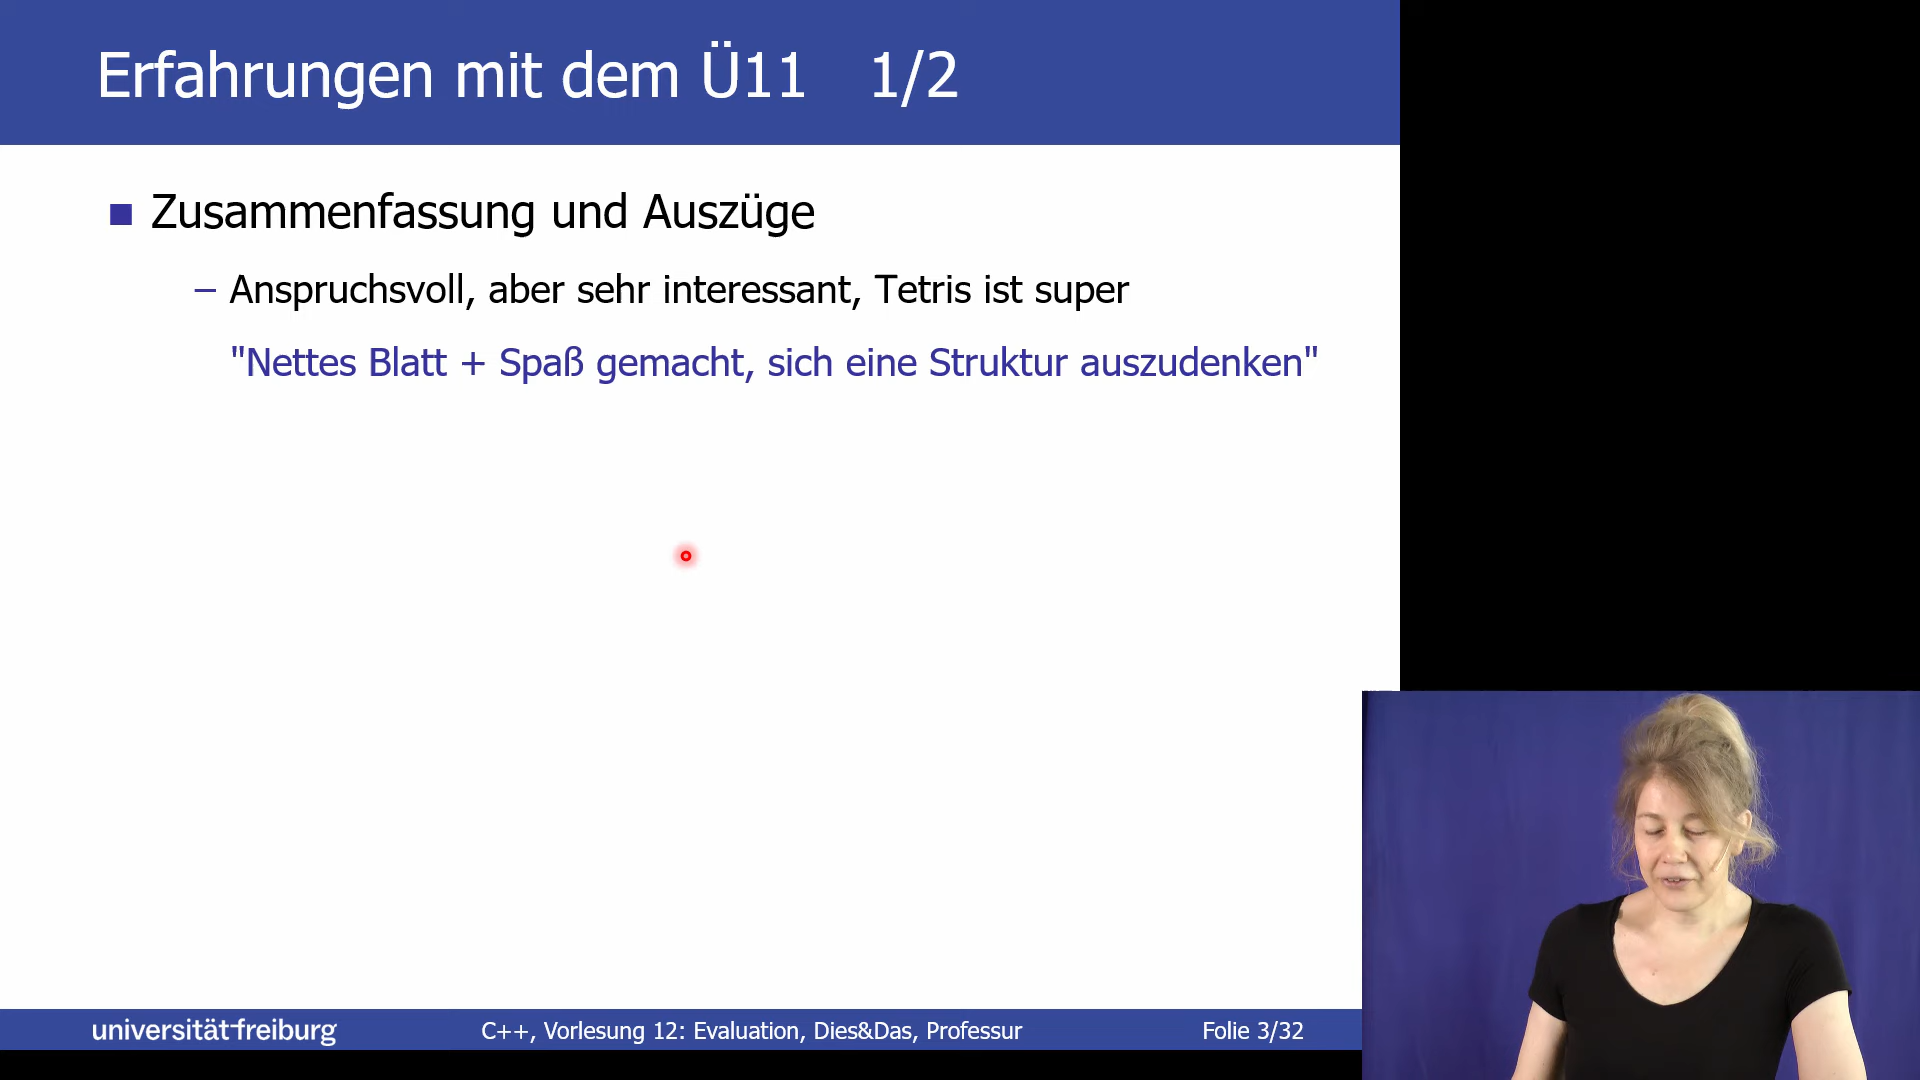 Erfahrungen mit dem Ü11 1/2
Zusammenfassung und Auszüge
– Anspruchsvoll, aber sehr interessant, Tetris ist super
"Nettes Blatt + Spaß gemacht, sich eine Struktur auszudenken"
universität freiburg
C++, Vorlesung 12: Evaluation, Dies&Das, Professur
Folie 3/32